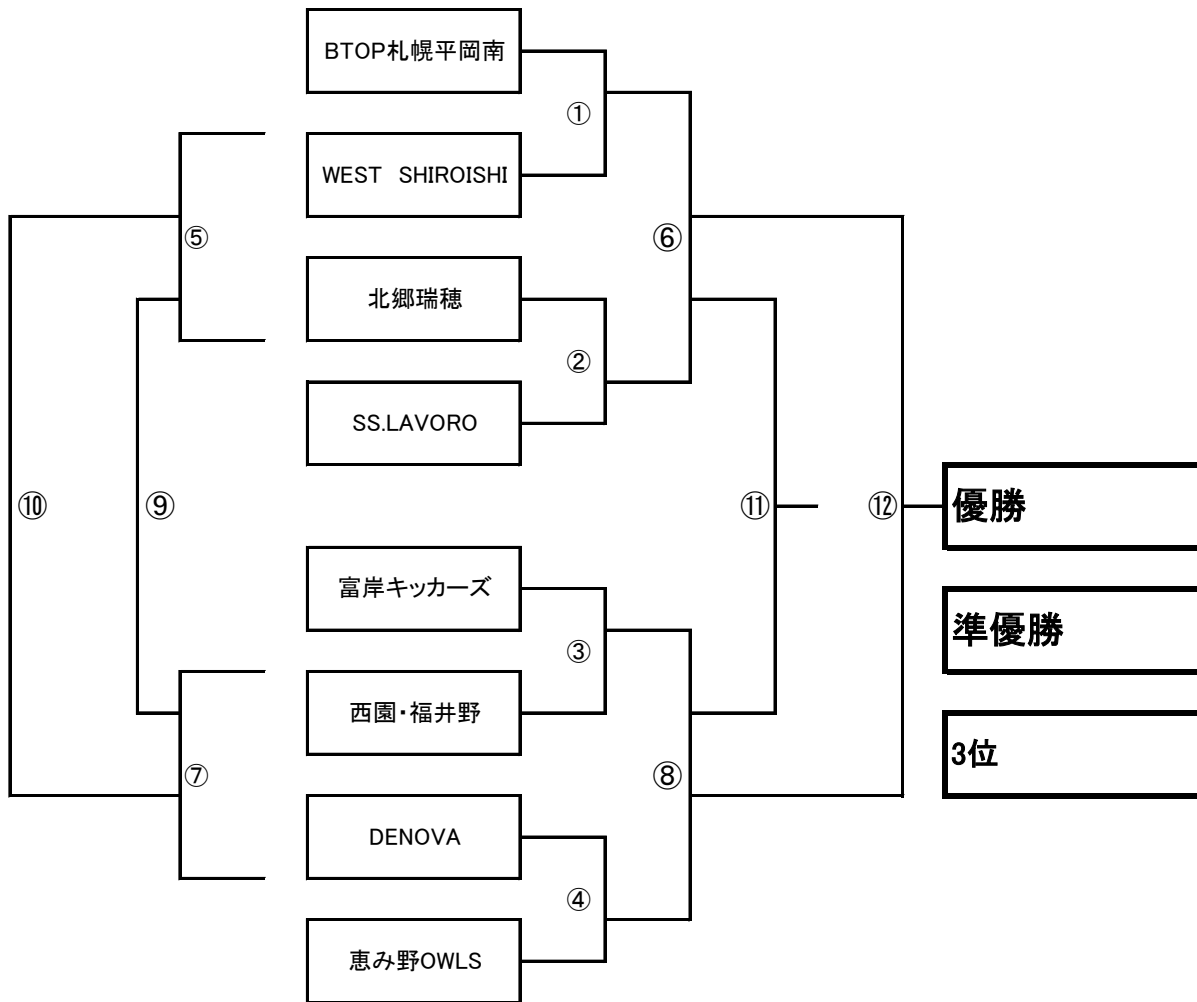 BTOP札幌平岡南
①
WEST　SHIROISHI
⑤
⑥
北郷瑞穂
②
SS.LAVORO
⑩
⑨
⑪
⑫
優勝
富岸キッカーズ
準優勝
③
西園・福井野
3位
⑦
⑧
DENOVA
④
恵み野OWLS